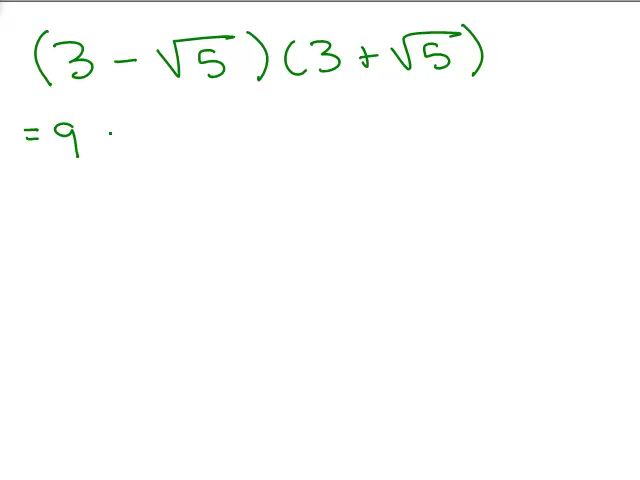 (3 - √5)(3 + √5)
= 9 ·